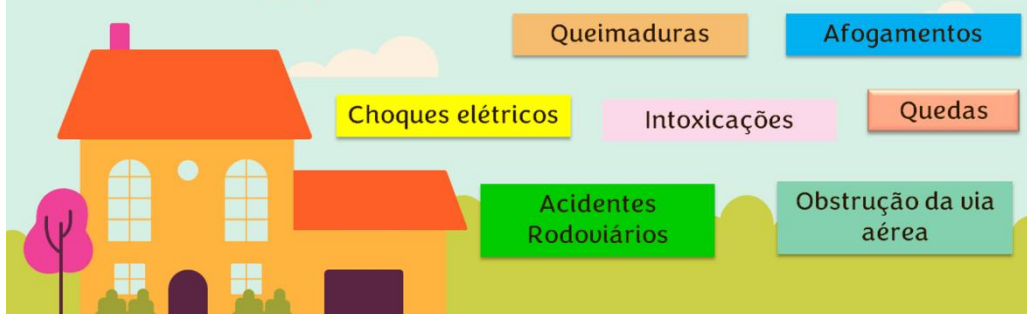 Queimaduras
Afogamentos
Choques elétricos
Intoxicações
Quedas
Acidentes
Rodoviários
Obstrução da via
aérea